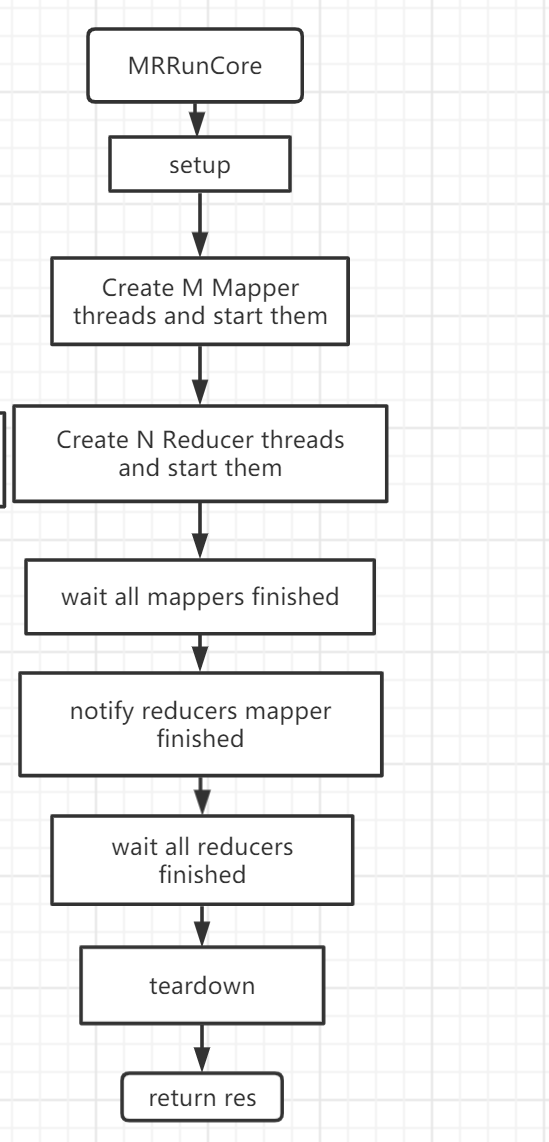 MRRunCore
setup
Create M Mapper
threads and start them
Create N Reducer threads
and start them
wait all mappers finished
notify reducers mapper
finished
wait all reducers
finished
teardown
return res